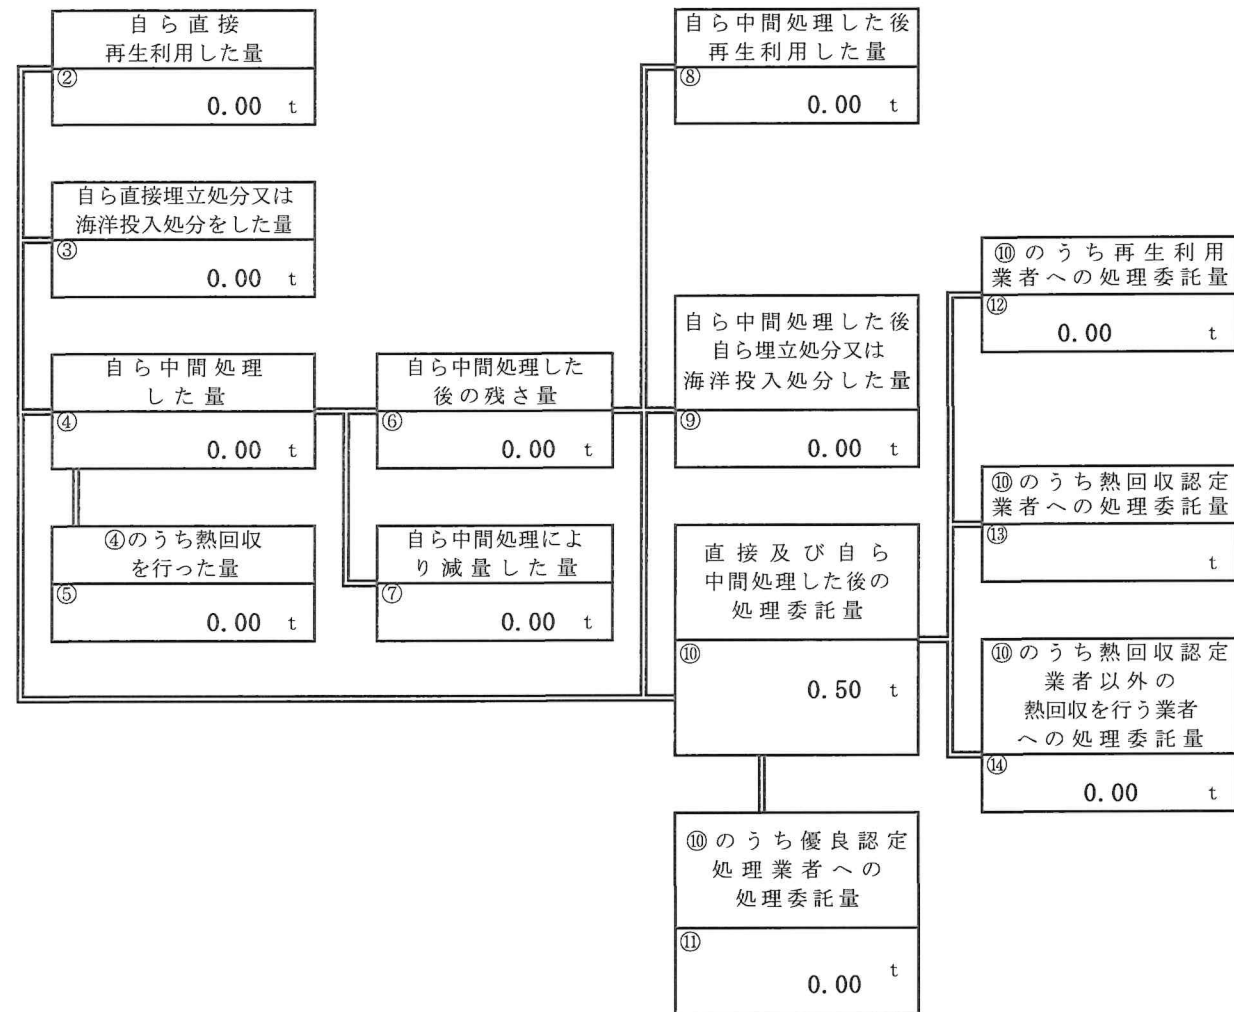 自ら直接
再生利用した量
②
0.00 t
自ら直接埋立処分又は
海洋投入処分をした量
③
0.00 t
自ら中間処理
した量
④
0.00 t
④のうち熱回収
を行った量
⑤
0.00 t
自ら中間処理した
後の残さ量
⑥
0.00 t
自ら中間処理によ
り減量した量
⑦
0.00 t
自ら中間処理した後
再生利用した量
⑧
0.00 t
自ら中間処理した後
自ら埋立処分又は
海洋投入処分した量
⑨
0.00 t
直接及び自ら
中間処理した後の
処理委託量
⑩
0.50 t
⑩のうち優良認定
処理業者への
処理委託量
⑪
0.00 t
⑩のうち再生利用
業者への処理委託量
⑫
0.00 t
⑩のうち熱回収認定
業者への処理委託量
⑬
t
⑩のうち熱回収認定
業者以外の
熱回収を行う業者
への処理委託量
⑭
0.00 t